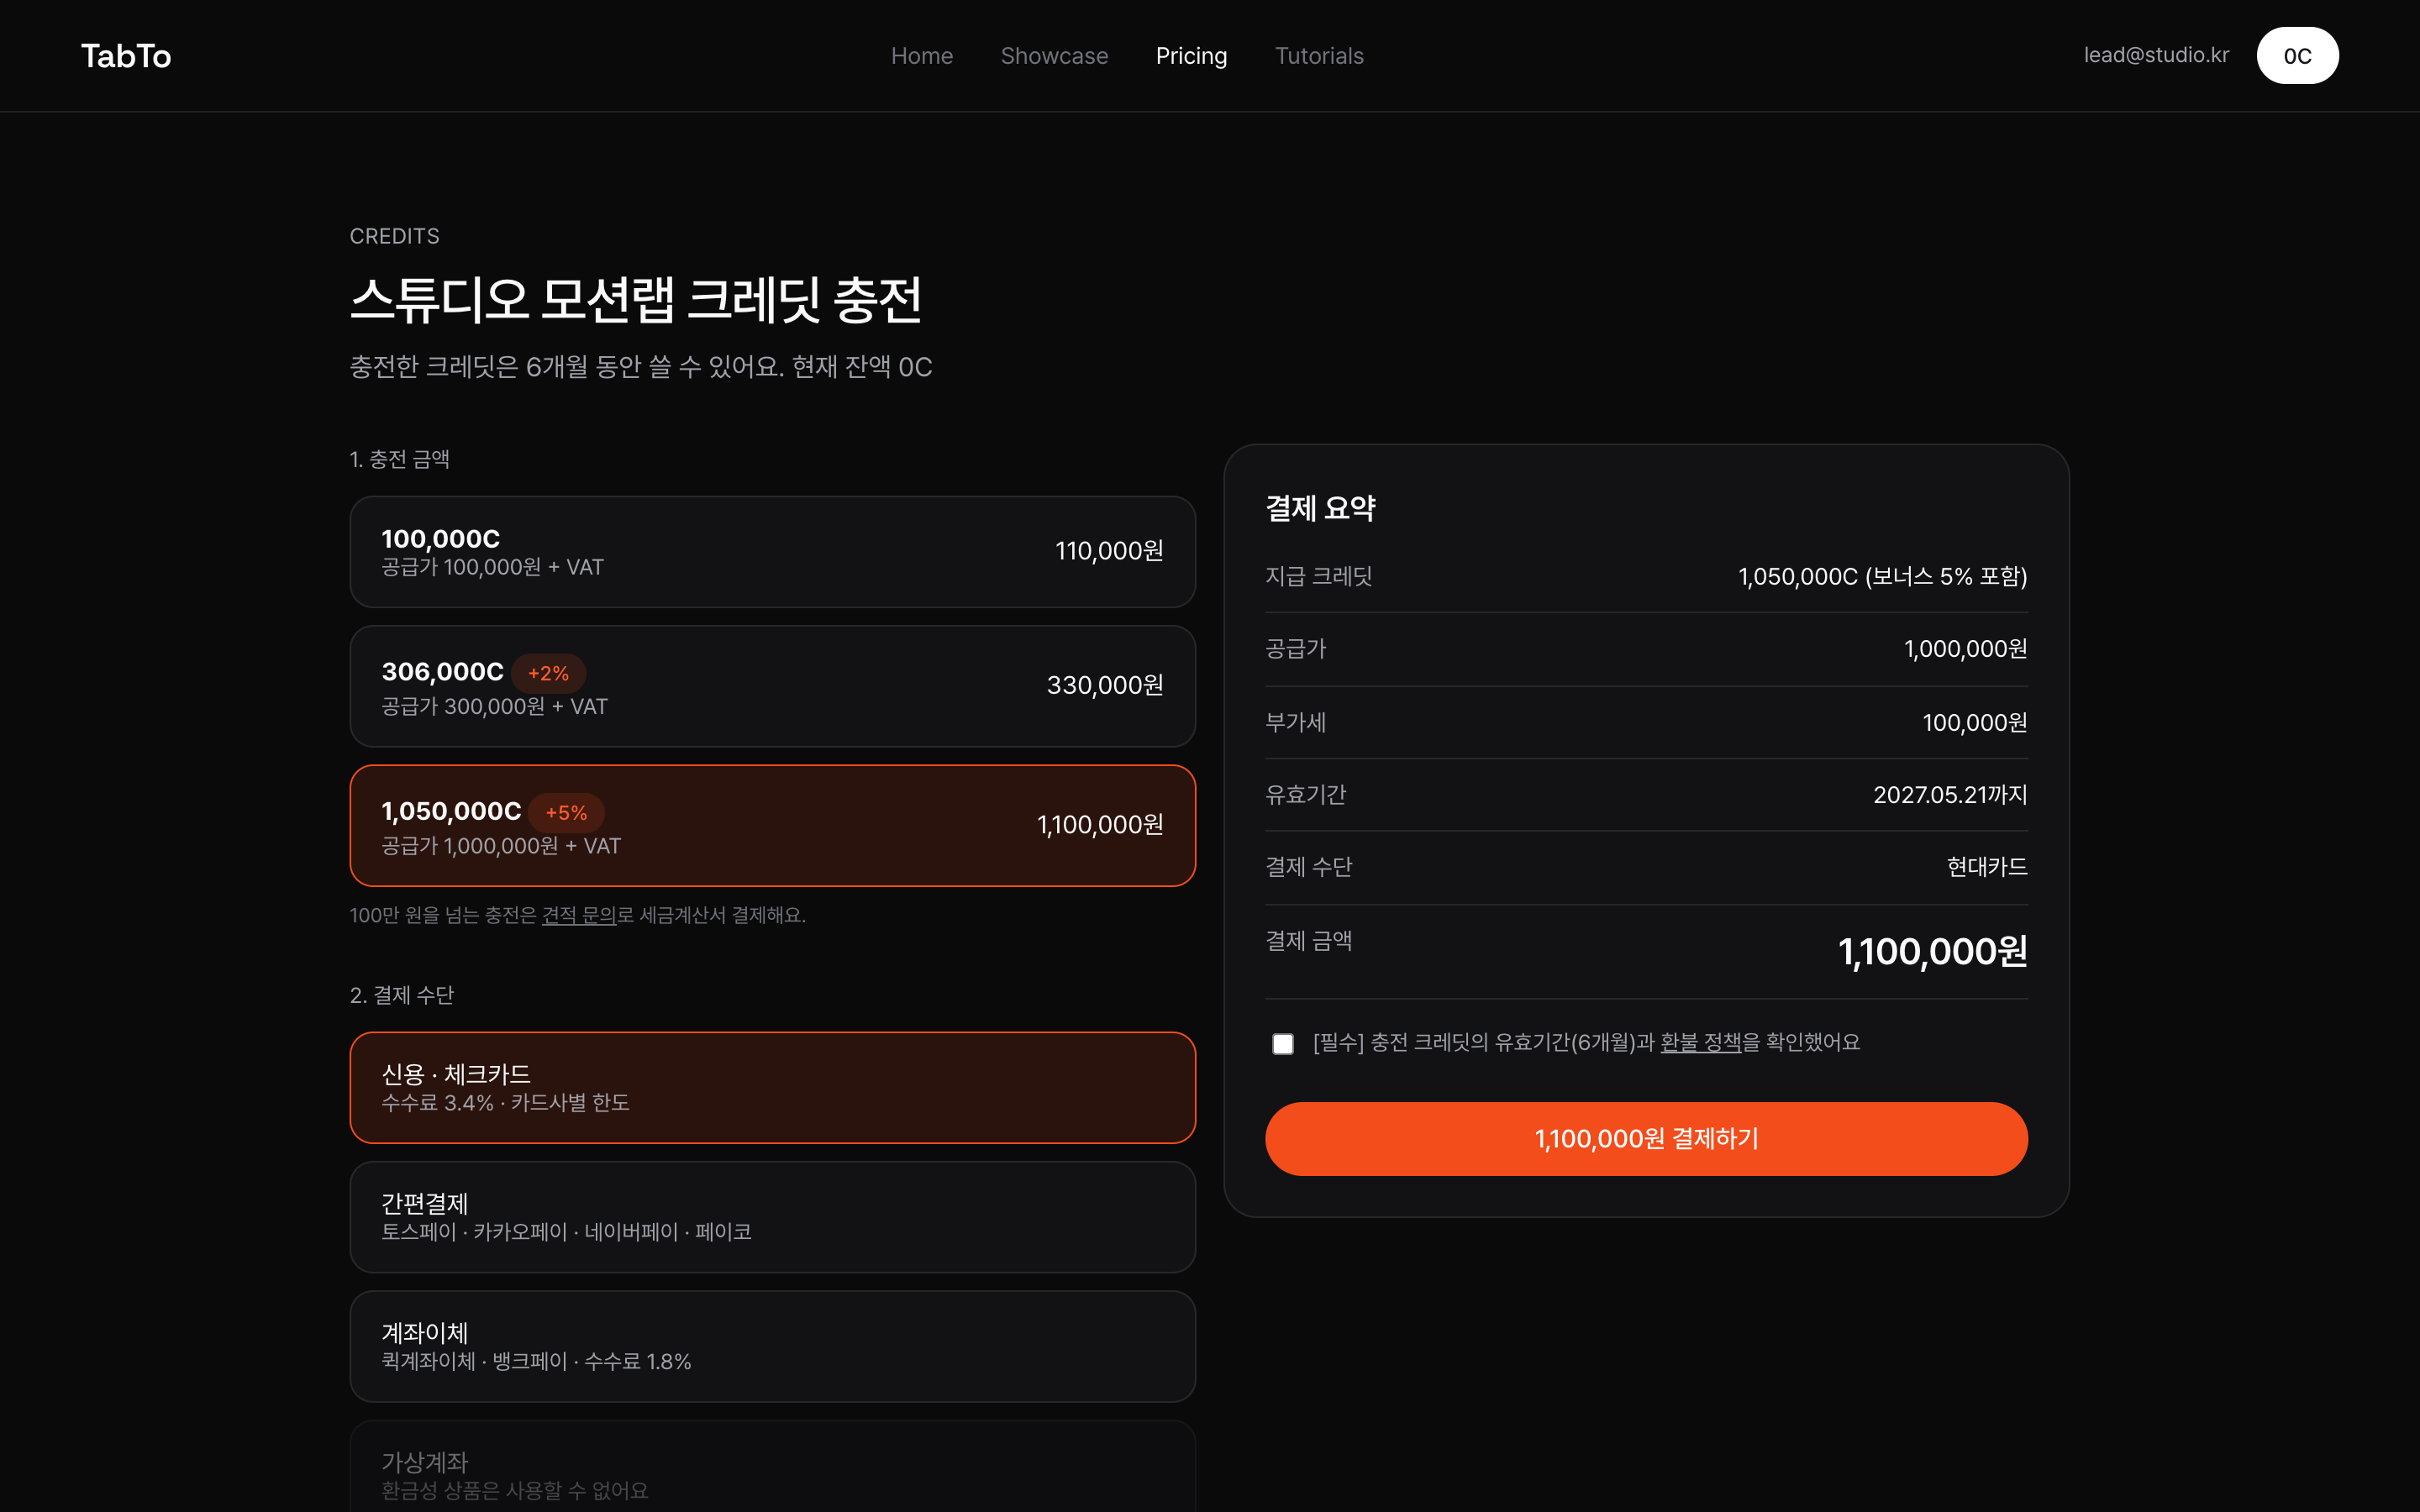 TabTo
Home
Showcase
Pricing
Tutorials
lead@studio.kr
0C
CREDITS
스튜디오 모션랩 크레딧 충전
충전한 크레딧은 6개월 동안 쓸 수 있어요. 현재 잔액 0C
1. 충전 금액
100,000C
공급가 100,000원 + VAT
110,000원
306,000C +2%
공급가 300,000원 + VAT
330,000원
1,050,000C +5%
공급가 1,000,000원 + VAT
1,100,000원
100만 원을 넘는 충전은 견적 문의로 세금계산서 결제해요.
2. 결제 수단
신용 · 체크카드
수수료 3.4% · 카드사별 한도
간편결제
토스페이 · 카카오페이 · 네이버페이 · 페이코
계좌이체
퀵계좌이체 · 뱅크페이 · 수수료 1.8%
가상계좌
환금성 상품은 사용할 수 없어요
결제 요약
지급 크레딧 1,050,000C (보너스 5% 포함)
공급가 1,000,000원
부가세 100,000원
유효기간 2027.05.21까지
결제 수단 현대카드
결제 금액 1,100,000원
[필수] 충전 크레딧의 유효기간(6개월)과 환불 정책을 확인했어요
1,100,000원 결제하기